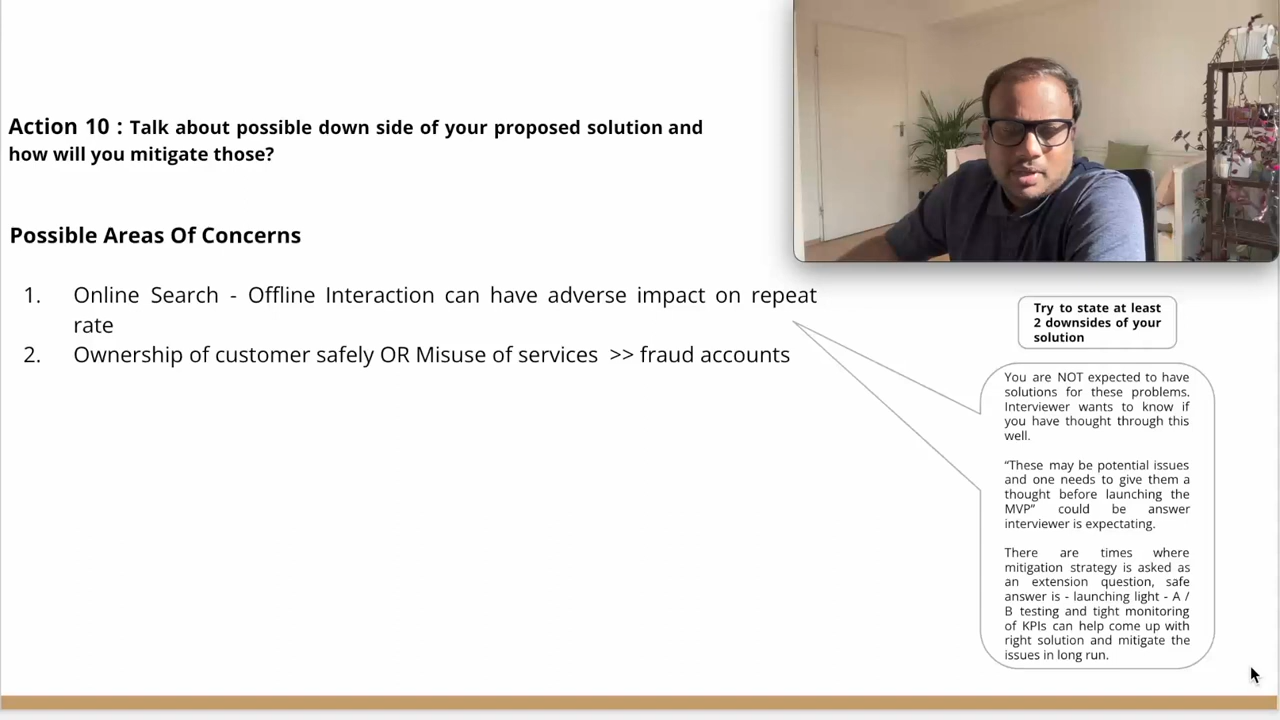 Action 10 : Talk about possible down side of your proposed solution and
how will you mitigate those?
Possible Areas Of Concerns
1. Online Search - Offline Interaction can have adverse impact on repeat
rate
2. Ownership of customer safely OR Misuse of services >> fraud accounts
Try to state at least
2 downsides of your
solution
You are NOT expected to have
solutions for these problems.
Interviewer wants to know if
you have thought through this
well.
“These may be potential issues
and one needs to give them a
thought before launching the
MVP” could be answer
interviewer is expectating.
There are times where
mitigation strategy is asked as
an extension question, safe
answer is - launching light - A /
B testing and tight monitoring
of KPIs can help come up with
right solution and mitigate the
issues in long run.